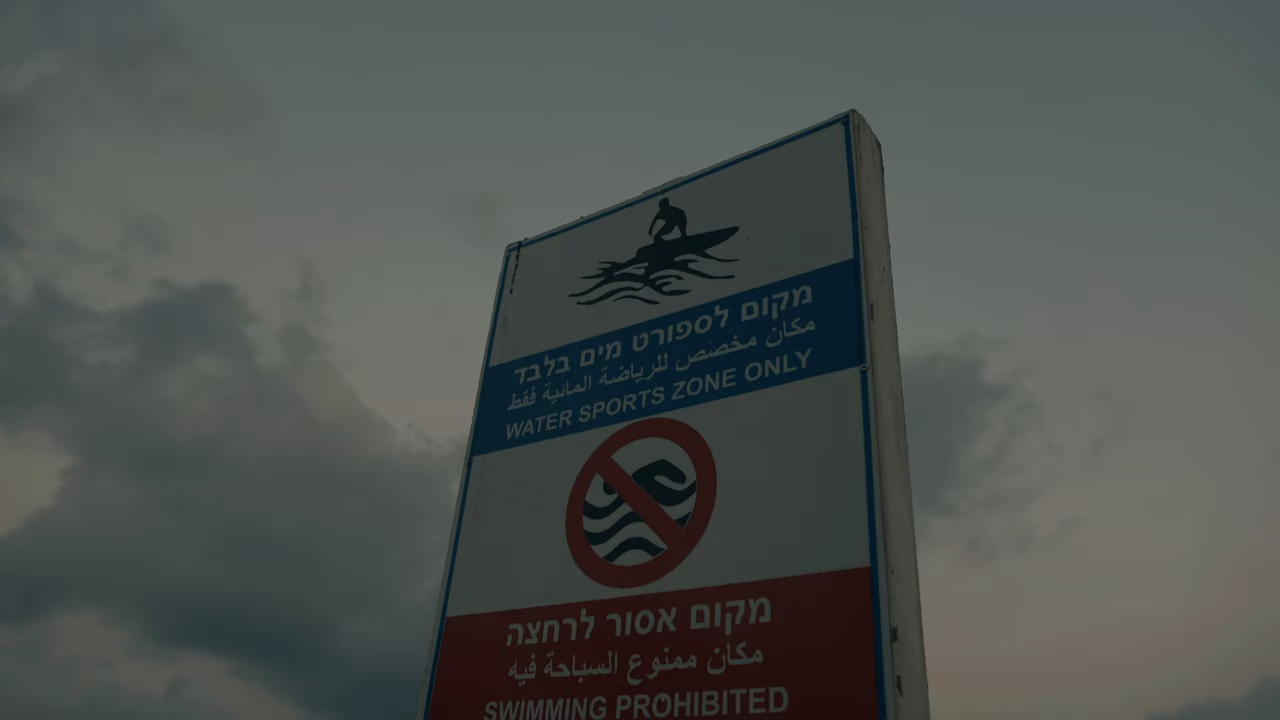 מקום לספורט מים בלבד
مكان مخصص للرياضة المائية فقط
WATER SPORTS ZONE ONLY
מקום אסור לרחצה
مكان ممنوع السباحة فيه
SWIMMING PROHIBITED